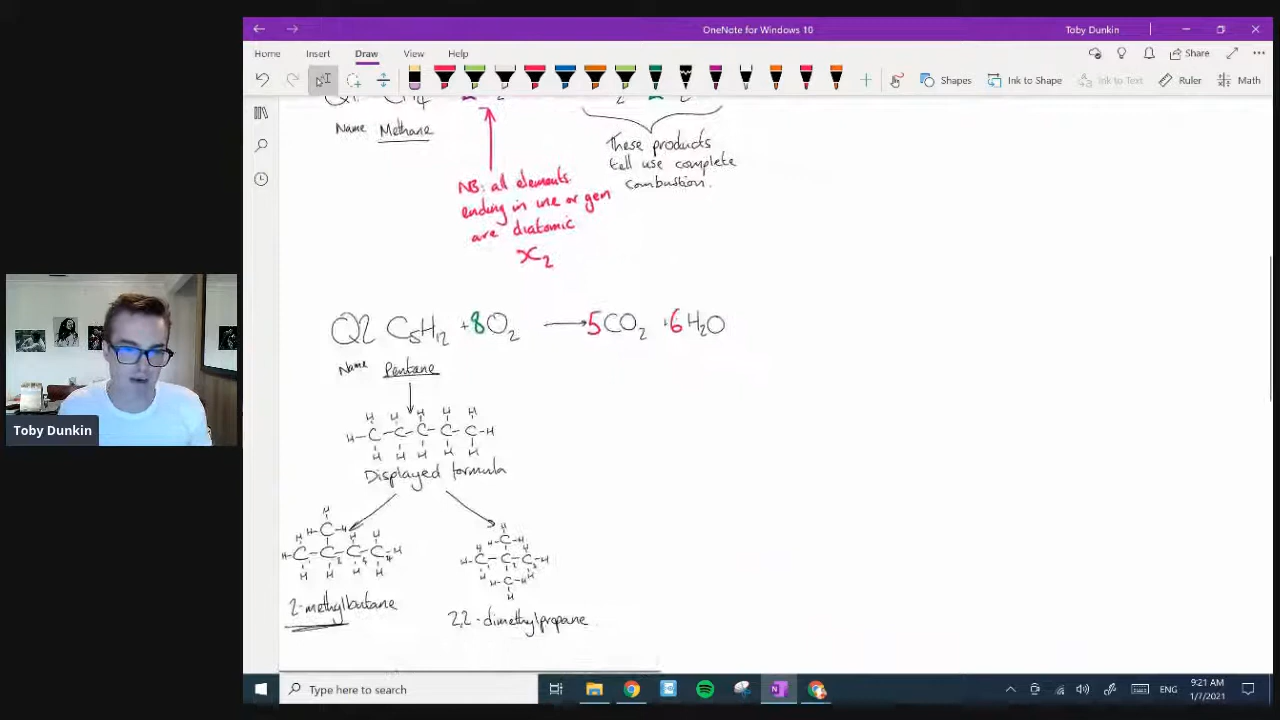 OneNote for Windows 10
Toby Dunkin
Home Insert Draw View Help
Share
Shapes
Ink to Shape
Ink to Text
Ruler
Math
Name Methane
These products
tell use complete
combustion.
NB: all elements
ending in ine or gen
are diatomic
X2
Q2 C5H12 + 8O2 → 5CO2 + 6H2O
Name Pentane
H H H H H
H-C-C-C-C-C-H
H H H H H
Displayed formula
2-methylbutane
2,2-dimethylpropane
Toby Dunkin
Type here to search
ENG
9:21 AM
1/7/2021